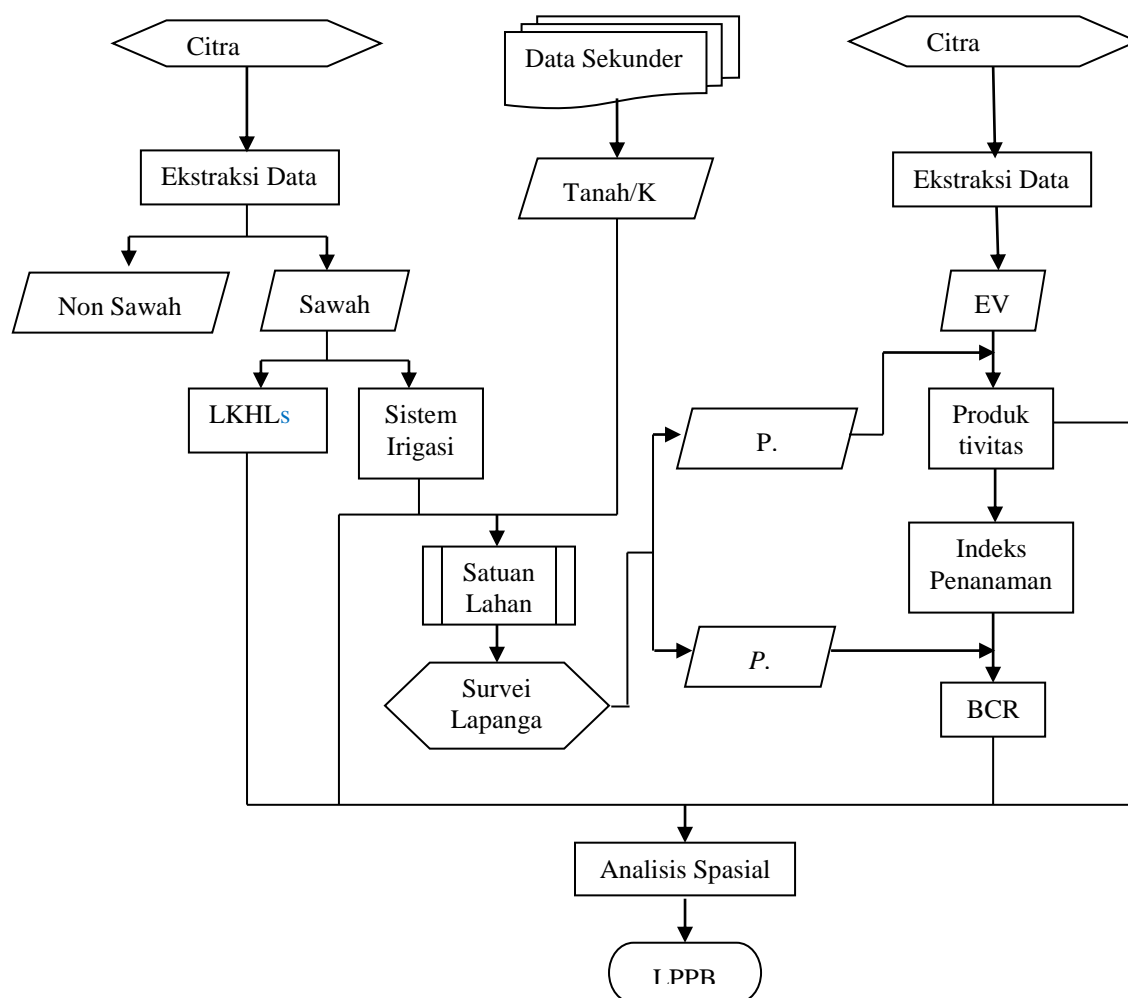 Citra
Data Sekunder
Citra
Ekstraksi Data
Tanah/K
Ekstraksi Data
Non Sawah
Sawah
EV
LKHLs
Sistem
Irigasi
P.
Produk
tivitas
Satuan
Lahan
Indeks
Penanaman
P.
Survei
Lapanga
BCR
Analisis Spasial
LPPB